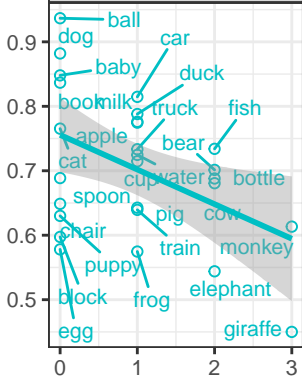 ball
dog
car
0.9
baby
duck
book
milk
0.8
truck
fish
apple
bear
cat
cup
water
bottle
0.7
spoon
pig
cow
chair
train
monkey
0.6
puppy
block
frog
elephant
0.5
egg
giraffe
0
1
2
3